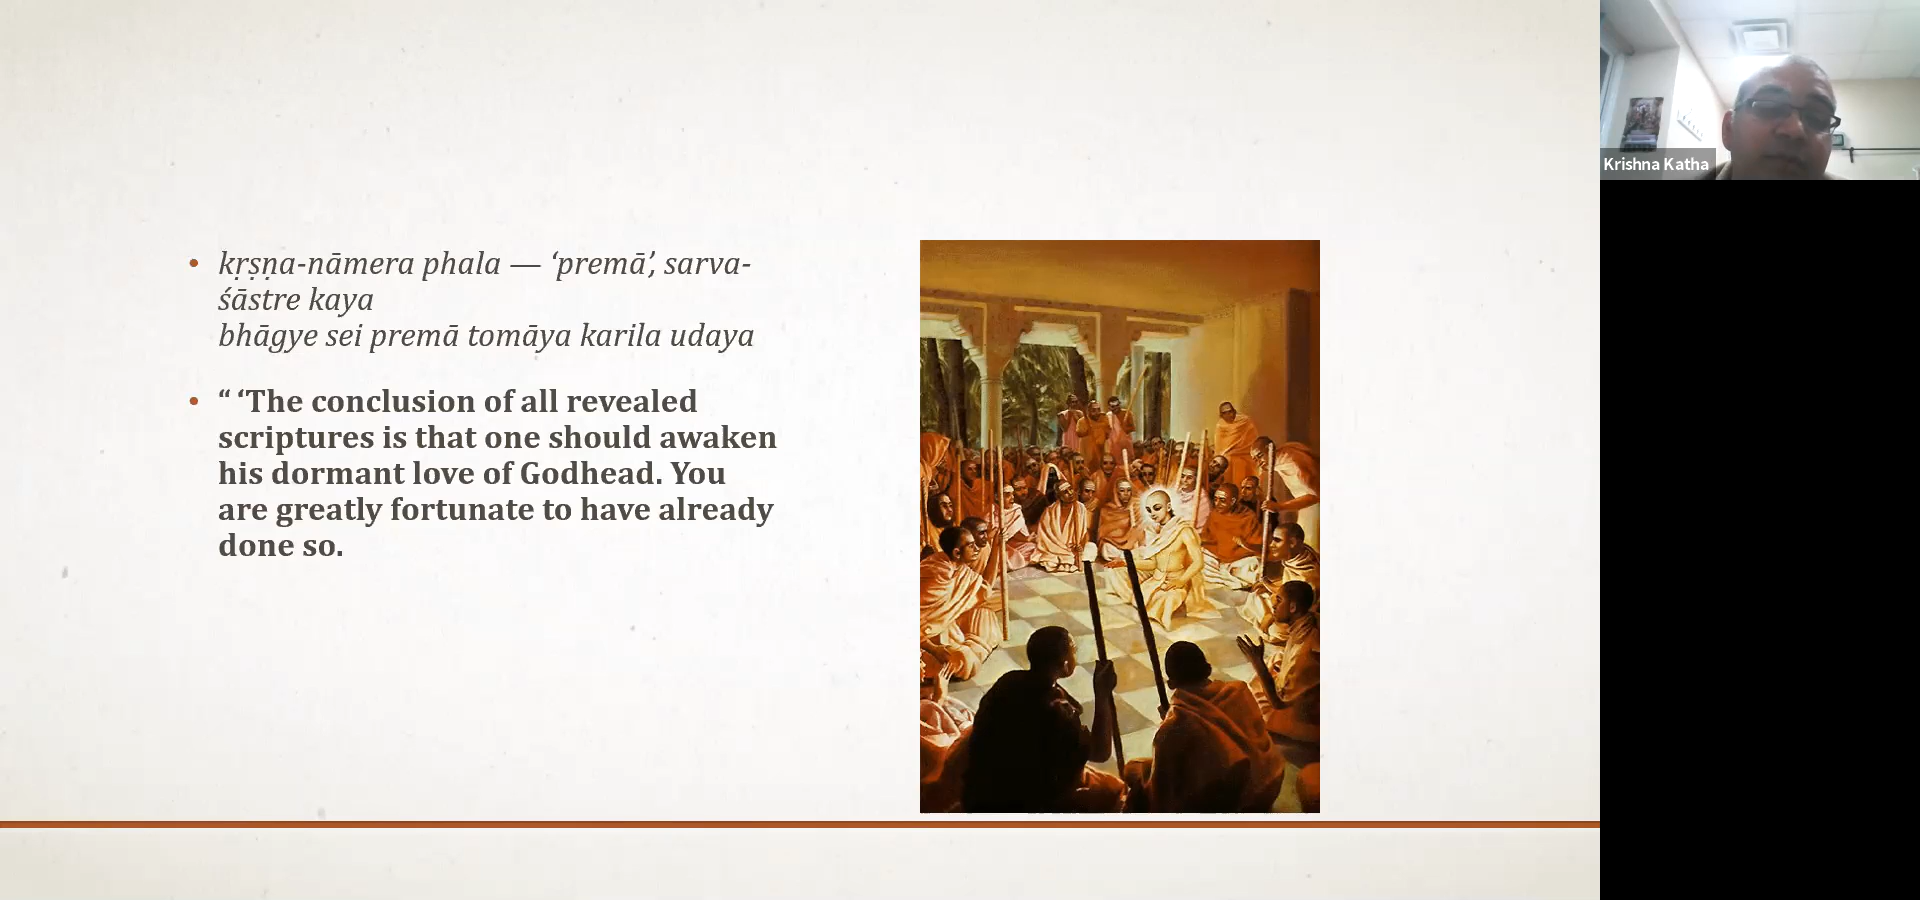 kṛṣṇa-nāmera phala — ‘premā’, sarva-
śāstre kaya
bhāgye sei premā tomāya karila udaya
“ ‘The conclusion of all revealed
scriptures is that one should awaken
his dormant love of Godhead. You
are greatly fortunate to have already
done so.
Krishna Katha